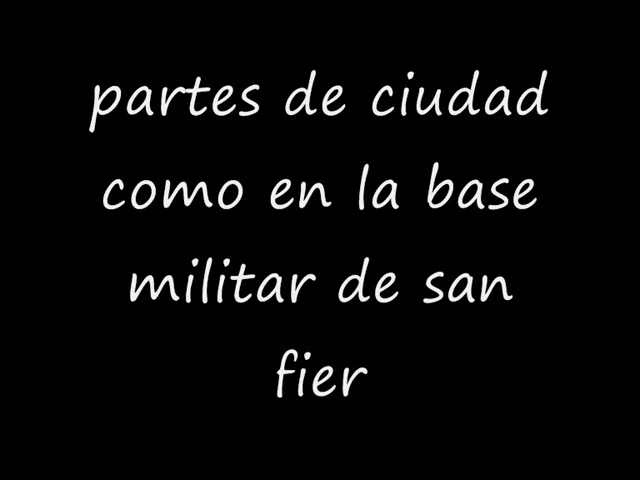 partes de ciudad
como en la base
militar de san
fier